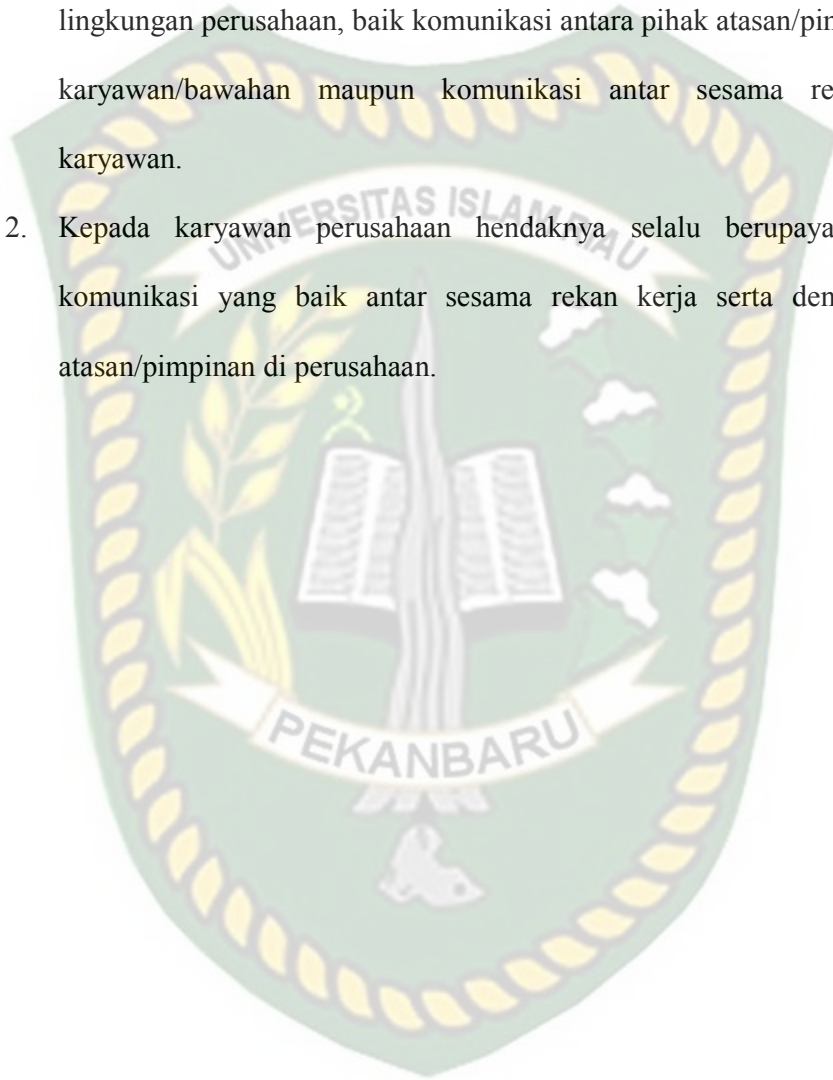 lingkungan perusahaan, baik komunikasi antara pihak atasan/pin
karyawan/bawahan maupun komunikasi antar sesama re
karyawan.
2. Kepada karyawan perusahaan hendaknya selalu berupaya
komunikasi yang baik antar sesama rekan kerja serta den
atasan/pimpinan di perusahaan.
UNIVERSITAS ISLAM RIAU
PEKANBARU